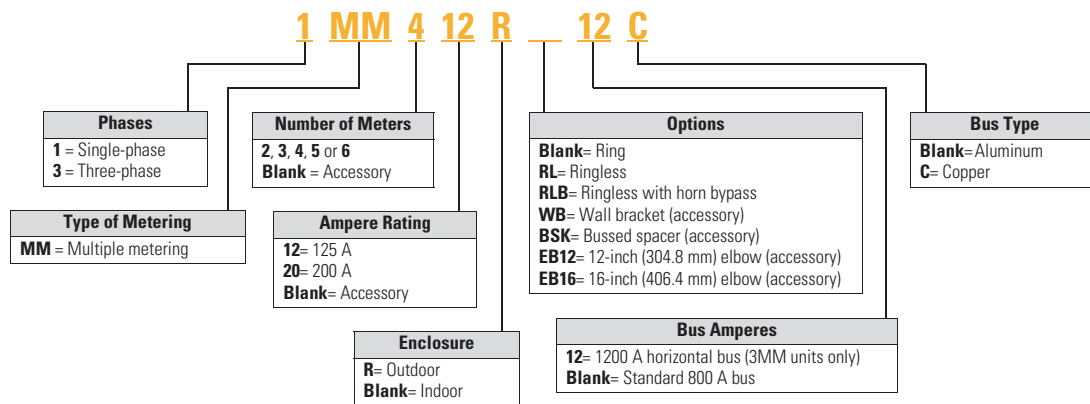 1 MM 4 12 R __ 12 C
Phases
1 = Single-phase
3 = Three-phase
Type of Metering
MM = Multiple metering
Number of Meters
2, 3, 4, 5 or 6
Blank = Accessory
Ampere Rating
12= 125 A
20= 200 A
Blank= Accessory
Enclosure
R= Outdoor
Blank= Indoor
Options
Blank= Ring
RL= Ringless
RLB= Ringless with horn bypass
WB= Wall bracket (accessory)
BSK= Bussed spacer (accessory)
EB12= 12-inch (304.8 mm) elbow (accessory)
EB16= 16-inch (406.4 mm) elbow (accessory)
Bus Amperes
12= 1200 A horizontal bus (3MM units only)
Blank= Standard 800 A bus
Bus Type
Blank= Aluminum
C= Copper